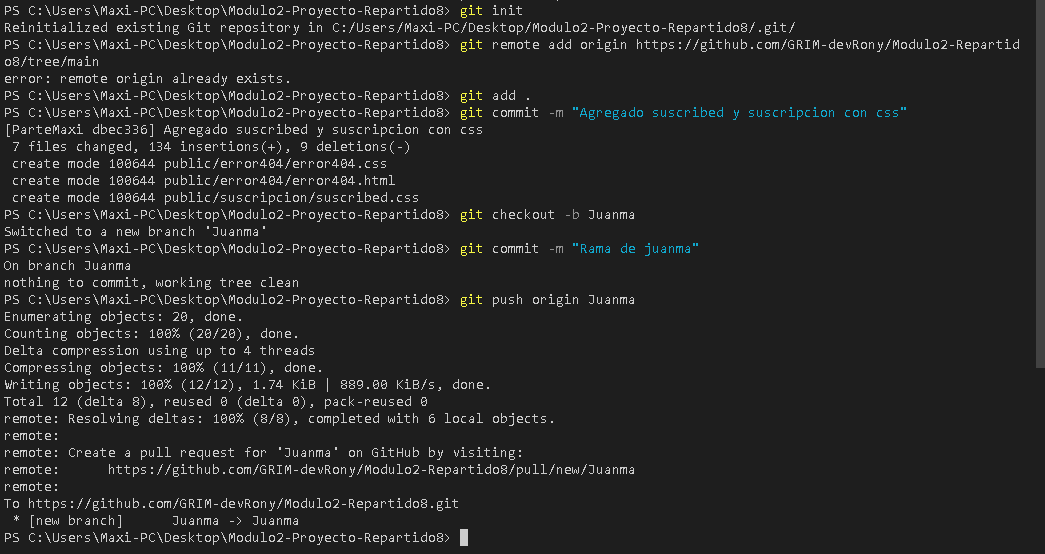 PS C:\Users\Maxi-PC\Desktop\Modulo2-Proyecto-Repartido8> git init
Reinitialized existing Git repository in C:/Users/Maxi-PC/Desktop/Modulo2-Proyecto-Repartido8/.git/
PS C:\Users\Maxi-PC\Desktop\Modulo2-Proyecto-Repartido8> git remote add origin https://github.com/GRIM-devRony/Modulo2-Repartid
o8/tree/main
error: remote origin already exists.
PS C:\Users\Maxi-PC\Desktop\Modulo2-Proyecto-Repartido8> git add .
PS C:\Users\Maxi-PC\Desktop\Modulo2-Proyecto-Repartido8> git commit -m "Agregado suscribed y suscripcion con css"
[ParteMaxi dbec336] Agregado suscribed y suscripcion con css
 7 files changed, 134 insertions(+), 9 deletions(-)
 create mode 100644 public/error404/error404.css
 create mode 100644 public/error404/error404.html
 create mode 100644 public/suscripcion/suscribed.css
PS C:\Users\Maxi-PC\Desktop\Modulo2-Proyecto-Repartido8> git checkout -b Juanma
Switched to a new branch 'Juanma'
PS C:\Users\Maxi-PC\Desktop\Modulo2-Proyecto-Repartido8> git commit -m "Rama de juanma"
On branch Juanma
nothing to commit, working tree clean
PS C:\Users\Maxi-PC\Desktop\Modulo2-Proyecto-Repartido8> git push origin Juanma
Enumerating objects: 20, done.
Counting objects: 100% (20/20), done.
Delta compression using up to 4 threads
Compressing objects: 100% (11/11), done.
Writing objects: 100% (12/12), 1.74 KiB | 889.00 KiB/s, done.
Total 12 (delta 8), reused 0 (delta 0), pack-reused 0
remote: Resolving deltas: 100% (8/8), completed with 6 local objects.
remote:
remote: Create a pull request for 'Juanma' on GitHub by visiting:
remote:      https://github.com/GRIM-devRony/Modulo2-Repartido8/pull/new/Juanma
remote:
To https://github.com/GRIM-devRony/Modulo2-Repartido8.git
 * [new branch]      Juanma -> Juanma
PS C:\Users\Maxi-PC\Desktop\Modulo2-Proyecto-Repartido8>